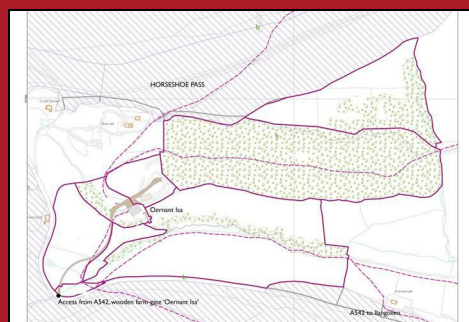 HORSESHOE PASS
Oernant Isa
Access from A542, wooden farm gate 'Oernant Isa'
A542 to llangollen